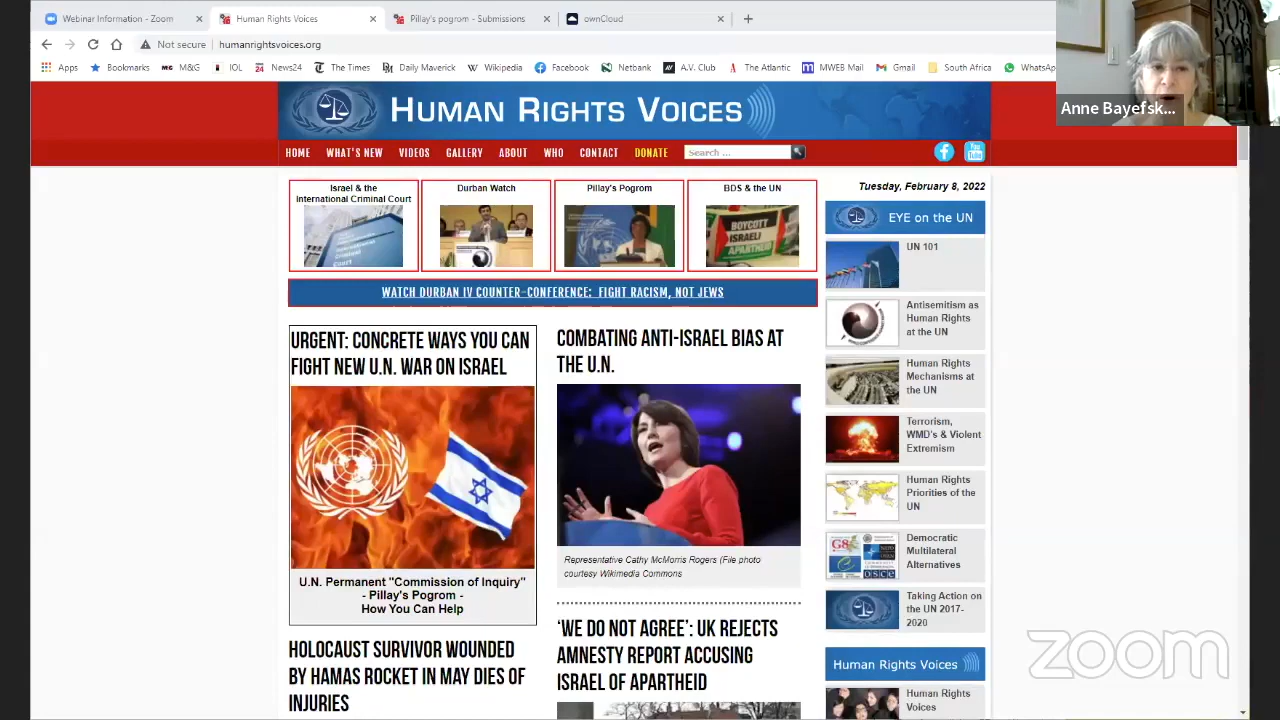 Webinar Information - Zoom
Human Rights Voices
Pillay's pogrom - Submissions
ownCloud
Not secure
humanrightsvoices.org
Apps
Bookmarks
M&G
IOL
News24
The Times
Daily Maverick
Wikipedia
Facebook
Netbank
A.V. Club
The Atlantic
MWEB Mail
Gmail
South Africa
WhatsAp
Anne Bayefsk...
HUMAN RIGHTS VOICES
HOME
WHAT'S NEW
VIDEOS
GALLERY
ABOUT
WHO
CONTACT
DONATE
Search ...
You
Tube
Israel & the
International Criminal Court
Durban Watch
Pillay's Pogrom
BDS & the UN
BOYCOTT
ISRAELI
APARTHEID
WATCH DURBAN IV COUNTER-CONFERENCE: FIGHT RACISM, NOT JEWS
URGENT: CONCRETE WAYS YOU CAN
FIGHT NEW U.N. WAR ON ISRAEL
U.N. Permanent "Commission of Inquiry"
- Pillay's Pogrom -
How You Can Help
HOLOCAUST SURVIVOR WOUNDED
BY HAMAS ROCKET IN MAY DIES OF
INJURIES
COMBATING ANTI-ISRAEL BIAS AT
THE U.N.
Representative Cathy McMorris Rogers (File photo
courtesy Wikimedia Commons
'WE DO NOT AGREE': UK REJECTS
AMNESTY REPORT ACCUSING
ISRAEL OF APARTHEID
Tuesday, February 8, 2022
EYE on the UN
UN 101
Antisemitism as
Human Rights
at the UN
Human Rights
Mechanisms at
the UN
Terrorism,
WMD's & Violent
Extremism
Human Rights
Priorities of the
UN
G8
OSCE
Democratic
Multilateral
Alternatives
Taking Action on
the UN 2017-
2020
Human Rights Voices
Human Rights
Voices
zoom